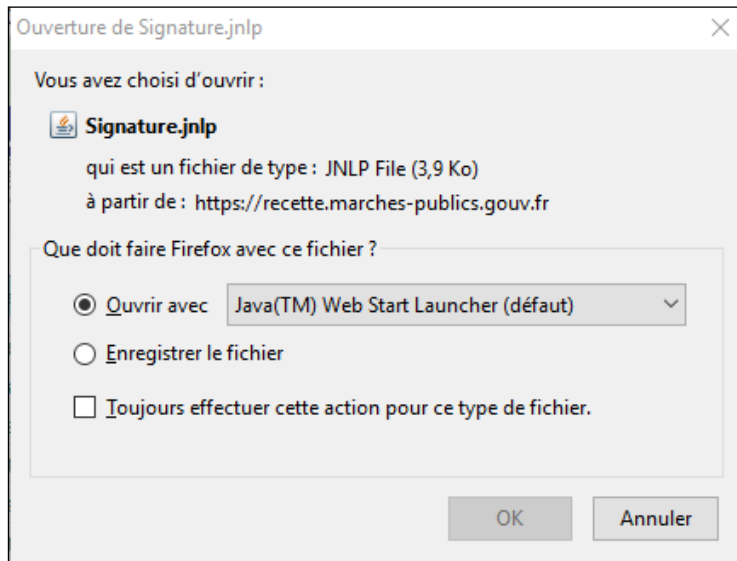 Ouverture de Signature.jnlp
Vous avez choisi d'ouvrir :
Signature.jnlp
qui est un fichier de type : JNLP File (3,9 Ko)
à partir de : https://recette.marches-publics.gouv.fr
Que doit faire Firefox avec ce fichier ?
Ouvrir avec Java(TM) Web Start Launcher (défaut)
Enregistrer le fichier
Toujours effectuer cette action pour ce type de fichier.
OK Annuler